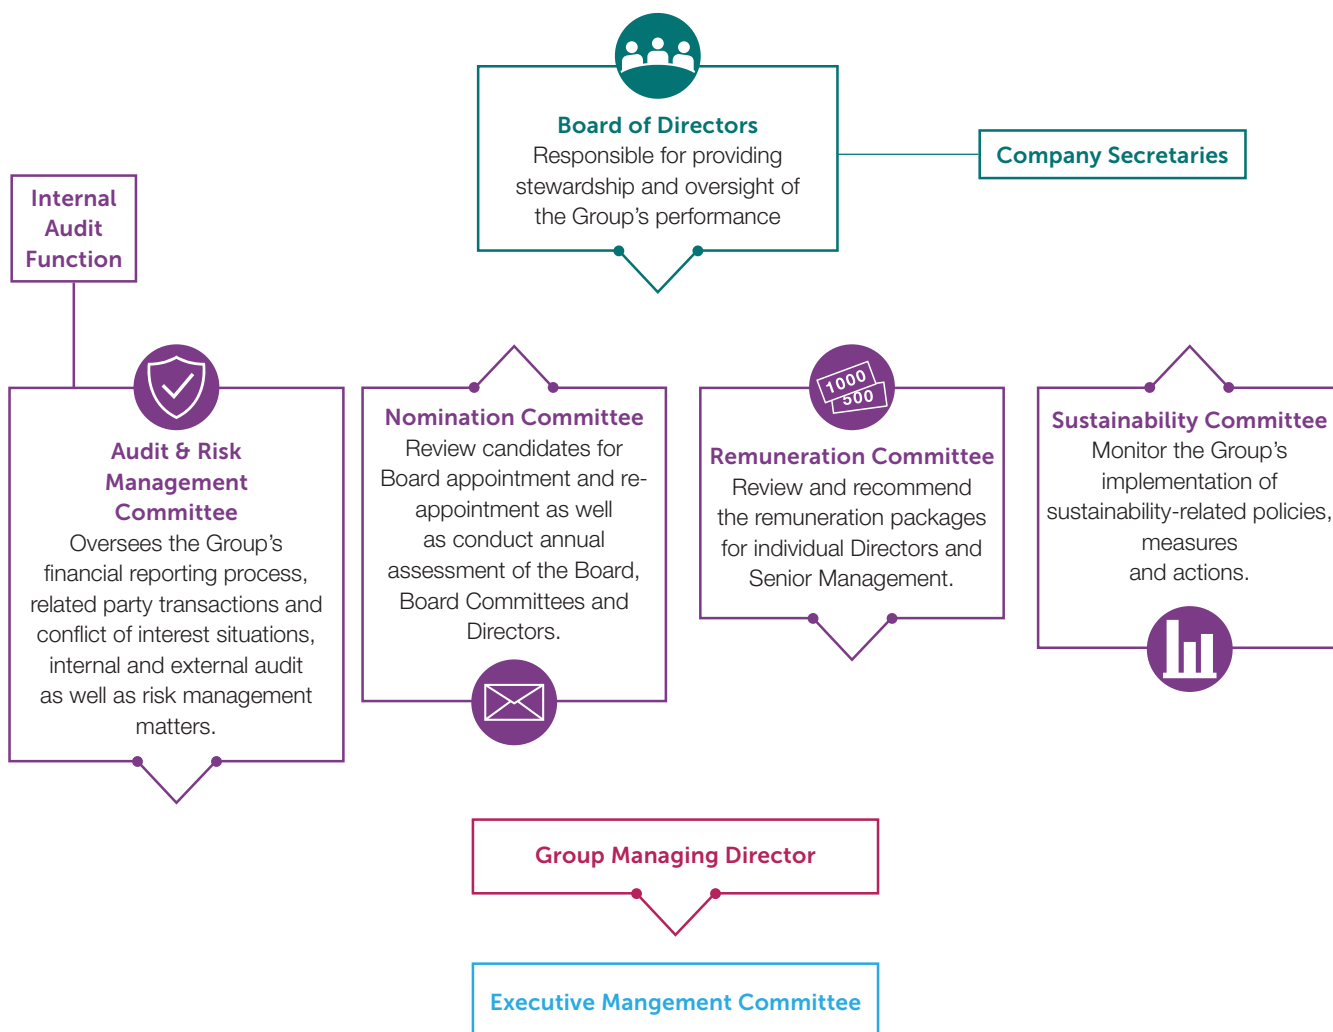 Board of Directors
Responsible for providing
stewardship and oversight of
the Group's performance
Company Secretaries
Internal
Audit
Function
Audit & Risk
Management
Committee
Oversees the Group's
financial reporting process,
related party transactions and
conflict of interest situations,
internal and external audit
as well as risk management
matters.
Nomination Committee
Review candidates for
Board appointment and re-
appointment as well
as conduct annual
assessment of the Board,
Board Committees and
Directors.
1000
500
Remuneration Committee
Review and recommend
the remuneration packages
for individual Directors and
Senior Management.
Sustainability Committee
Monitor the Group's
implementation of
sustainability-related policies,
measures
and actions.
Group Managing Director
Executive Mangement Committee